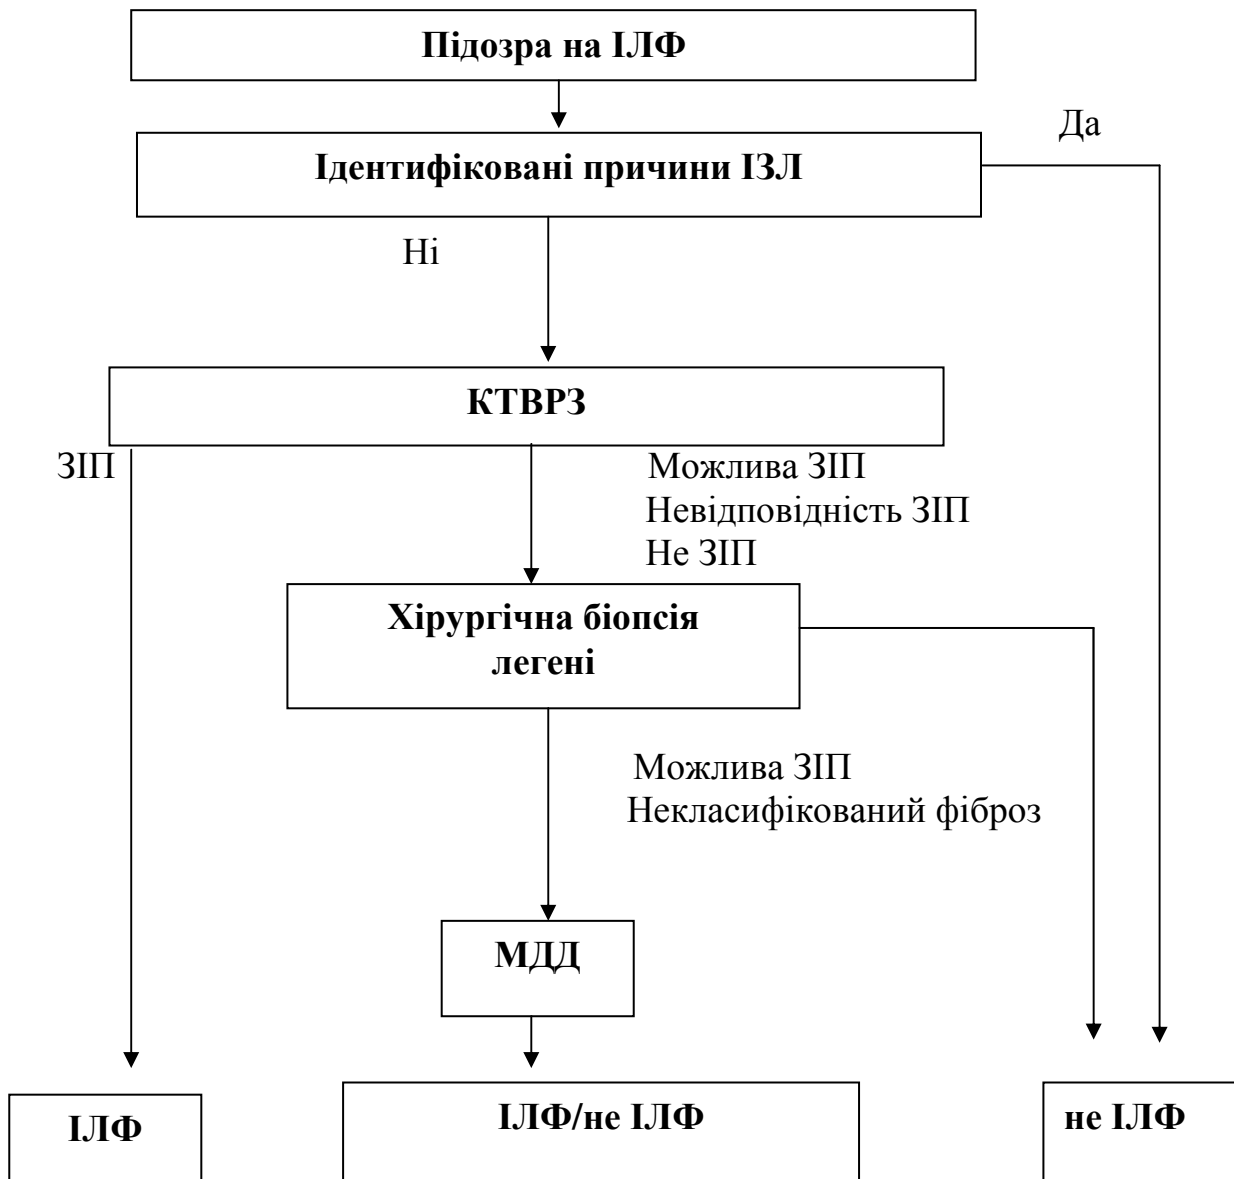 Підозра на ІЛФ
Да
Ідентифіковані причини ІЗЛ
Ні
КТВРЗ
ЗІП
Можлива ЗІП
Невідповідність ЗІП
Не ЗІП
Хірургічна біопсія
легені
Можлива ЗІП
Некласифікований фіброз
МДД
ІЛФ
ІЛФ/не ІЛФ
не ІЛФ